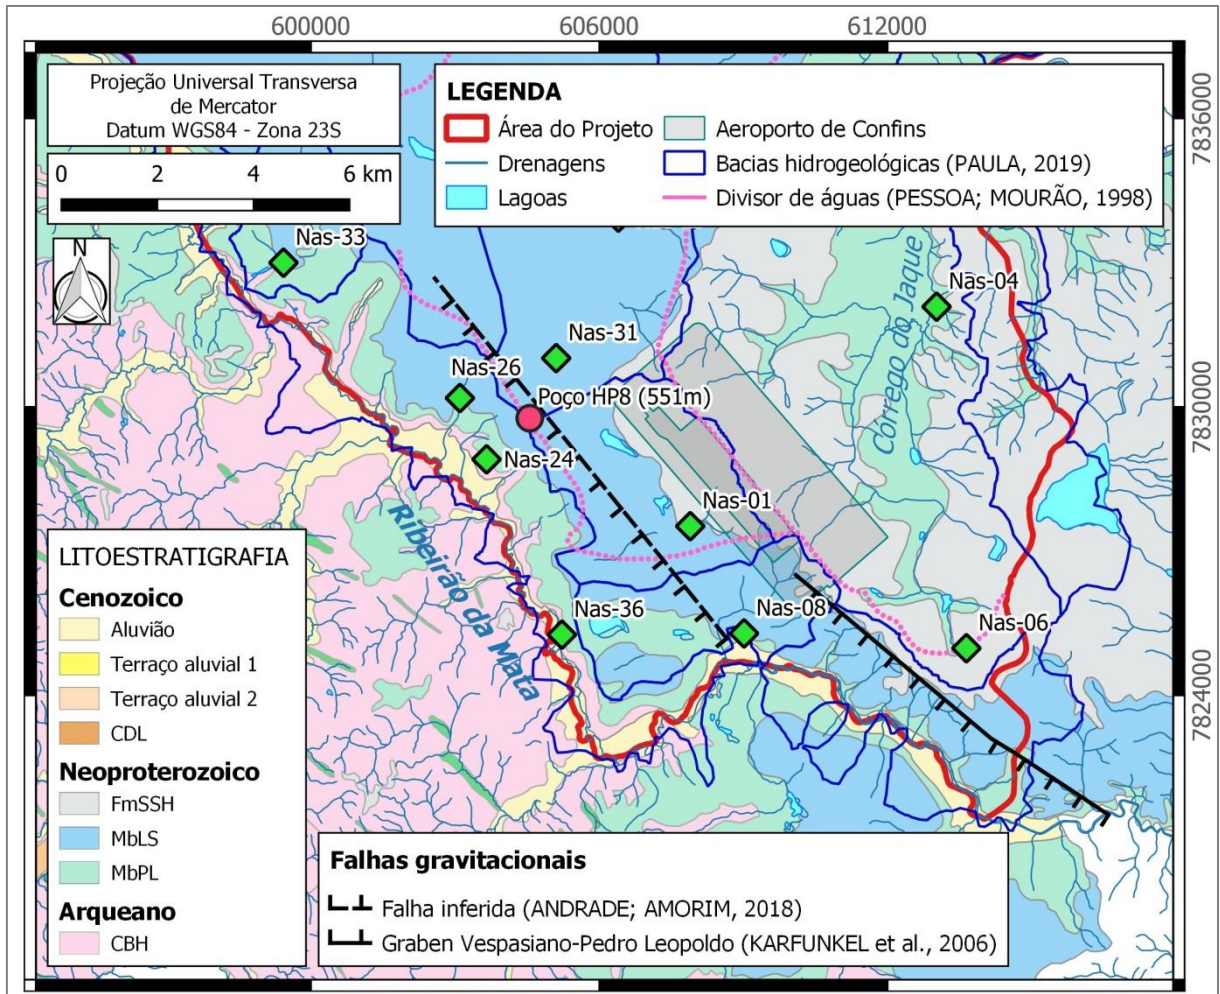 600000
606000
612000
Projeção Universal Transversa
de Mercator
Datum WGS84 - Zona 23S
0 2 4 6 km
LEGENDA
Área do Projeto
Drenagens
Lagoas
Aeroporto de Confins
Bacias hidrogeológicas (PAULA, 2019)
Divisor de águas (PESSOA; MOURÃO, 1998)
7836000
7830000
7824000
N
Nas-33
Nas-04
Nas-31
Nas-26
Poço HP8 (551m)
Córrego do Jaque
Nas-24
Nas-01
Ribeirão da Mata
Nas-36
Nas-08
Nas-06
LITOESTRATIGRAFIA
Cenozoico
Aluvião
Terraço aluvial 1
Terraço aluvial 2
CDL
Neoproterozoico
FmSSH
MbLS
MbPL
Arqueano
CBH
Falhas gravitacionais
Falha inferida (ANDRADE; AMORIM, 2018)
Graben Vespasiano-Pedro Leopoldo (KARFUNKEL et al., 2006)